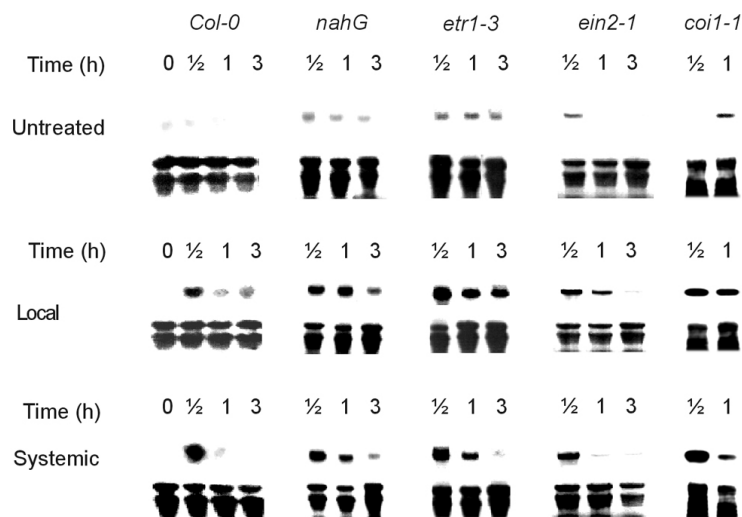 Col-0 nahG etr1-3 ein2-1 coi1-1
Time (h) 0 ½ 1 3 ½ 1 3 ½ 1 3 ½ 1 3 ½ 1
Untreated
Time (h) 0 ½ 1 3 ½ 1 3 ½ 1 3 ½ 1 3 ½ 1
Local
Time (h) 0 ½ 1 3 ½ 1 3 ½ 1 3 ½ 1 3 ½ 1
Systemic